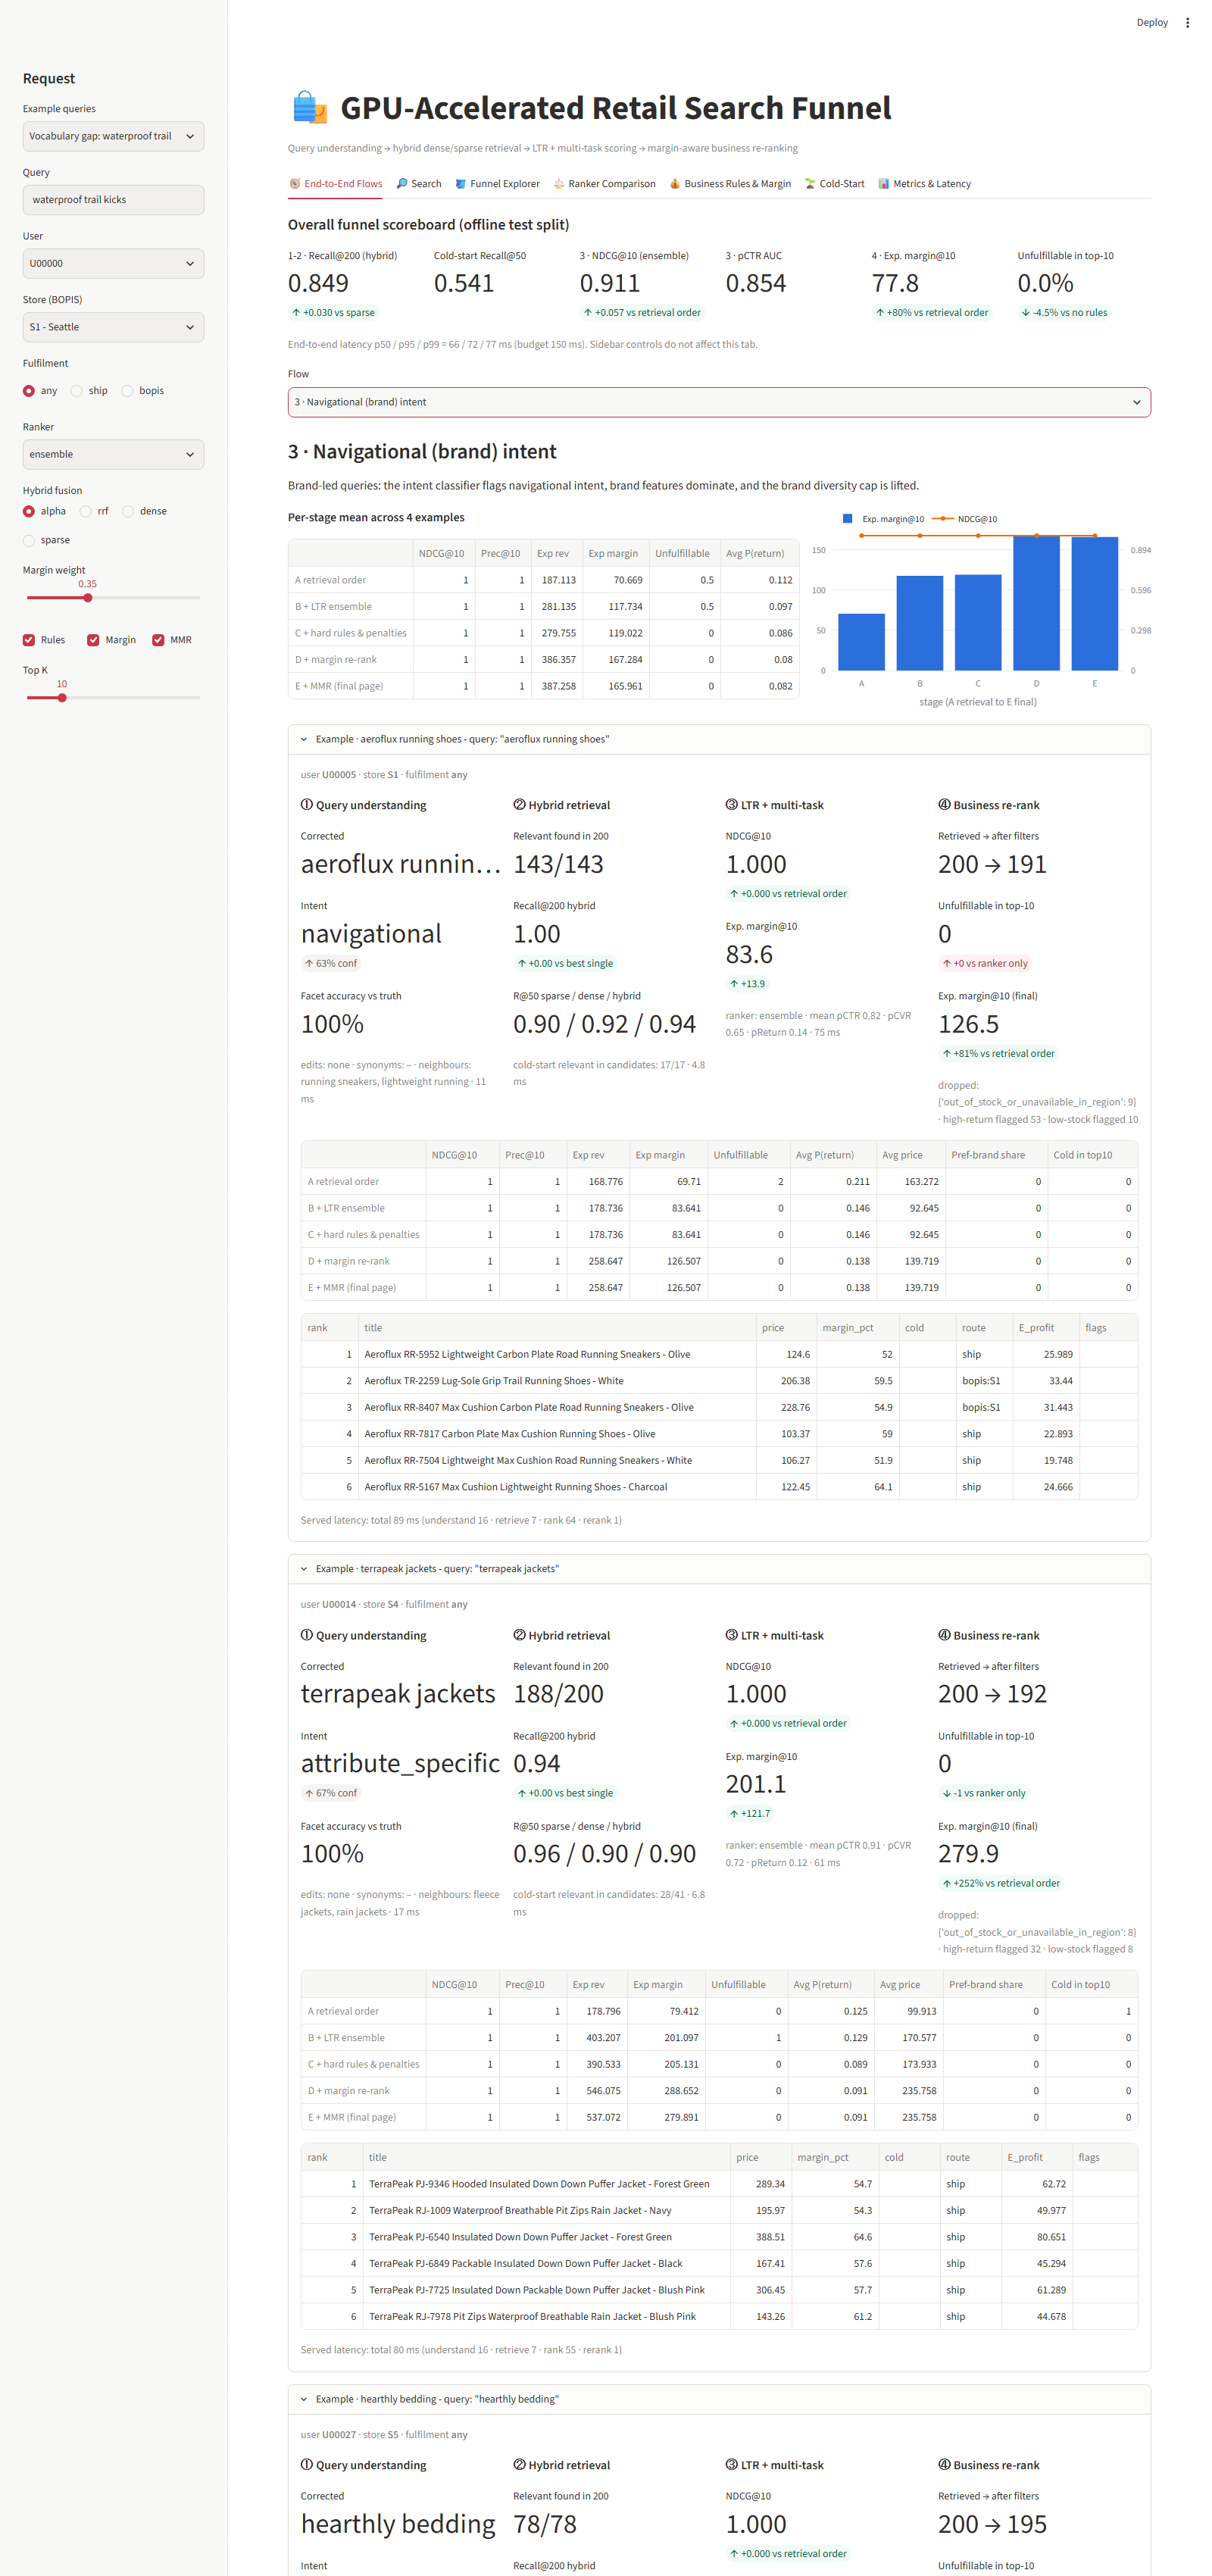 Deploy
Request
Example queries
Vocabulary gap: waterproof trail
Query
waterproof trail kicks
User
U00000
Store (BOPIS)
S1 - Seattle
Fulfilment
any ship bopis
Ranker
ensemble
Hybrid fusion
alpha rrf dense
sparse
Margin weight
0.35
Rules Margin MMR
Top K
10
GPU-Accelerated Retail Search Funnel
Query understanding → hybrid dense/sparse retrieval → LTR + multi-task scoring → margin-aware business re-ranking
End-to-End Flows Search Funnel Explorer Ranker Comparison Business Rules & Margin Cold-Start Metrics & Latency
Overall funnel scoreboard (offline test split)
1-2 · Recall@200 (hybrid) Cold-start Recall@50 3 · NDCG@10 (ensemble) 3 · pCTR AUC 4 · Exp. margin@10 Unfulfillable in top-10
0.849 0.541 0.911 0.854 77.8 0.0%
↑ +0.030 vs sparse ↑ +0.057 vs retrieval order ↑ +80% vs retrieval order ↓ -4.5% vs no rules
End-to-end latency p50 / p95 / p99 = 66 / 72 / 77 ms (budget 150 ms). Sidebar controls do not affect this tab.
Flow
3 · Navigational (brand) intent
3 · Navigational (brand) intent
Brand-led queries: the intent classifier flags navigational intent, brand features dominate, and the brand diversity cap is lifted.
Per-stage mean across 4 examples
NDCG@10 Prec@10 Exp rev Exp margin Unfulfillable Avg P(return)
A retrieval order 1 1 187.113 70.669 0.5 0.112
B + LTR ensemble 1 1 281.135 117.734 0.5 0.097
C + hard rules & penalties 1 1 279.755 119.022 0 0.086
D + margin re-rank 1 1 386.357 167.284 0 0.08
E + MMR (final page) 1 1 387.258 165.961 0 0.082
Exp. margin@10 NDCG@10
150 0.894
100 0.596
50 0.298
0 0
A B C D E
stage (A retrieval to E final)
Example · aeroflux running shoes - query: "aeroflux running shoes"
user U00005 · store S1 · fulfilment any
① Query understanding ② Hybrid retrieval ③ LTR + multi-task ④ Business re-rank
Corrected
aeroflux runnin…
Intent
navigational
↑ 63% conf
Facet accuracy vs truth
100%
edits: none · synonyms: – · neighbours:
running sneakers, lightweight running · 11
ms
Relevant found in 200
143/143
Recall@200 hybrid
1.00
↑ +0.00 vs best single
R@50 sparse / dense / hybrid
0.90 / 0.92 / 0.94
cold-start relevant in candidates: 17/17 · 4.8
ms
NDCG@10
1.000
↑ +0.000 vs retrieval order
Exp. margin@10
83.6
↑ +13.9
ranker: ensemble · mean pCTR 0.82 · pCVR
0.65 · pReturn 0.14 · 75 ms
Retrieved → after filters
200 → 191
Unfulfillable in top-10
0
↑ +0 vs ranker only
Exp. margin@10 (final)
126.5
↑ +81% vs retrieval order
dropped:
{'out_of_stock_or_unavailable_in_region': 9}
· high-return flagged 53 · low-stock flagged 10
NDCG@10 Prec@10 Exp rev Exp margin Unfulfillable Avg P(return) Avg price Pref-brand share Cold in top10
A retrieval order 1 1 168.776 69.71 2 0.211 163.272 0 0
B + LTR ensemble 1 1 178.736 83.641 0 0.146 92.645 0 0
C + hard rules & penalties 1 1 178.736 83.641 0 0.146 92.645 0 0
D + margin re-rank 1 1 258.647 126.507 0 0.138 139.719 0 0
E + MMR (final page) 1 1 258.647 126.507 0 0.138 139.719 0 0
rank title price margin_pct cold route E_profit flags
1 Aeroflux RR-5952 Lightweight Carbon Plate Road Running Sneakers - Olive 124.6 52 ship 25.989
2 Aeroflux TR-2259 Lug-Sole Grip Trail Running Shoes - White 206.38 59.5 bopis:S1 33.44
3 Aeroflux RR-8407 Max Cushion Carbon Plate Road Running Sneakers - Olive 228.76 54.9 bopis:S1 31.443
4 Aeroflux RR-7817 Carbon Plate Max Cushion Running Shoes - Olive 103.37 59 ship 22.893
5 Aeroflux RR-7504 Lightweight Max Cushion Road Running Sneakers - White 106.27 51.9 ship 19.748
6 Aeroflux RR-5167 Max Cushion Lightweight Running Shoes - Charcoal 122.45 64.1 ship 24.666
Served latency: total 89 ms (understand 16 · retrieve 7 · rank 64 · rerank 1)
Example · terrapeak jackets - query: "terrapeak jackets"
user U00014 · store S4 · fulfilment any
① Query understanding ② Hybrid retrieval ③ LTR + multi-task ④ Business re-rank
Corrected
terrapeak jackets
Intent
attribute_specific
↑ 67% conf
Facet accuracy vs truth
100%
edits: none · synonyms: – · neighbours: fleece
jackets, rain jackets · 17 ms
Relevant found in 200
188/200
Recall@200 hybrid
0.94
↑ +0.00 vs best single
R@50 sparse / dense / hybrid
0.96 / 0.90 / 0.90
cold-start relevant in candidates: 28/41 · 6.8
ms
NDCG@10
1.000
↑ +0.000 vs retrieval order
Exp. margin@10
201.1
↑ +121.7
ranker: ensemble · mean pCTR 0.91 · pCVR
0.72 · pReturn 0.12 · 61 ms
Retrieved → after filters
200 → 192
Unfulfillable in top-10
0
↓ -1 vs ranker only
Exp. margin@10 (final)
279.9
↑ +252% vs retrieval order
dropped:
{'out_of_stock_or_unavailable_in_region': 8}
· high-return flagged 32 · low-stock flagged 8
NDCG@10 Prec@10 Exp rev Exp margin Unfulfillable Avg P(return) Avg price Pref-brand share Cold in top10
A retrieval order 1 1 178.796 79.412 0 0.125 99.913 0 1
B + LTR ensemble 1 1 403.207 201.097 1 0.129 170.577 0 0
C + hard rules & penalties 1 1 390.533 205.131 0 0.089 173.933 0 0
D + margin re-rank 1 1 546.075 288.652 0 0.091 235.758 0 0
E + MMR (final page) 1 1 537.072 279.891 0 0.091 235.758 0 0
rank title price margin_pct cold route E_profit flags
1 TerraPeak PJ-9346 Hooded Insulated Down Down Puffer Jacket - Forest Green 289.34 54.7 ship 62.72
2 TerraPeak RJ-1009 Waterproof Breathable Pit Zips Rain Jacket - Navy 195.97 54.3 ship 49.977
3 TerraPeak PJ-6540 Insulated Down Down Puffer Jacket - Forest Green 388.51 64.6 ship 80.651
4 TerraPeak PJ-6849 Packable Insulated Down Down Puffer Jacket - Black 167.41 57.6 ship 45.294
5 TerraPeak PJ-7725 Insulated Down Packable Down Puffer Jacket - Blush Pink 306.45 57.7 ship 61.289
6 TerraPeak RJ-7978 Pit Zips Waterproof Breathable Rain Jacket - Blush Pink 143.26 61.2 ship 44.678
Served latency: total 80 ms (understand 16 · retrieve 7 · rank 55 · rerank 1)
Example · hearthly bedding - query: "hearthly bedding"
user U00027 · store S5 · fulfilment any
① Query understanding ② Hybrid retrieval ③ LTR + multi-task ④ Business re-rank
Corrected Relevant found in 200 NDCG@10 Retrieved → after filters
hearthly bedding 78/78 1.000 200 → 195
↑ +0.000 vs retrieval order
Intent Recall@200 hybrid Unfulfillable in top-10